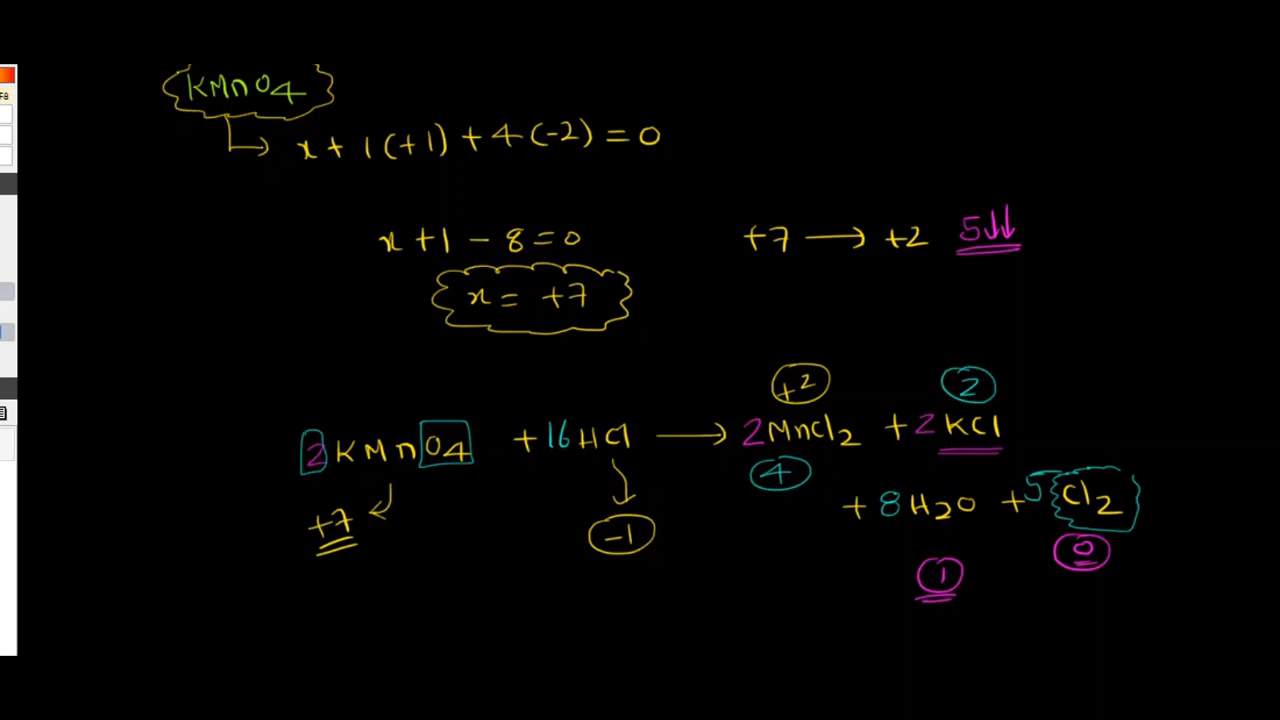 KMnO4
x + 1(+1) + 4(-2) = 0
x + 1 - 8 = 0
+7 → +2 5↓↓
x = +7
+2 2
2KMnO4 + 16HCl → 2MnCl2 + 2KCl
4
+ 8H2O + 5Cl2
+7 -1 0
1